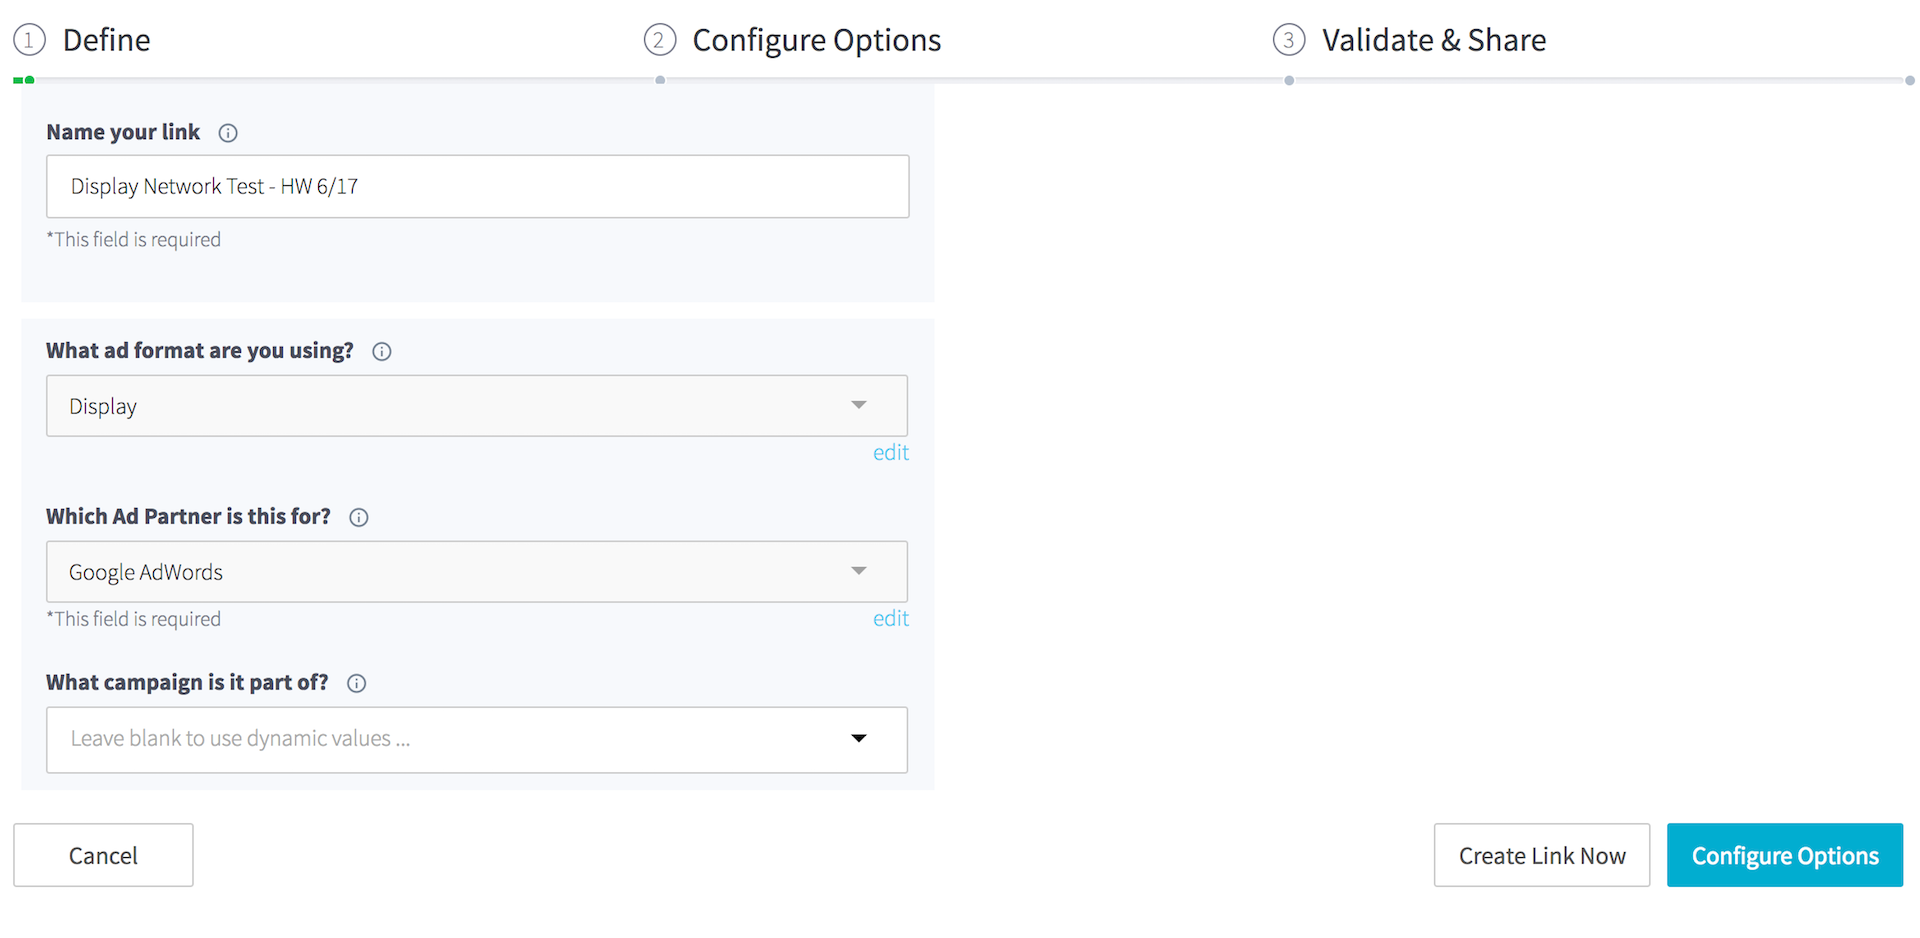 1 Define
2 Configure Options
3 Validate & Share
Name your link
Display Network Test - HW 6/17
*This field is required
What ad format are you using?
Display
edit
Which Ad Partner is this for?
Google AdWords
*This field is required
edit
What campaign is it part of?
Leave blank to use dynamic values ...
Cancel
Create Link Now
Configure Options